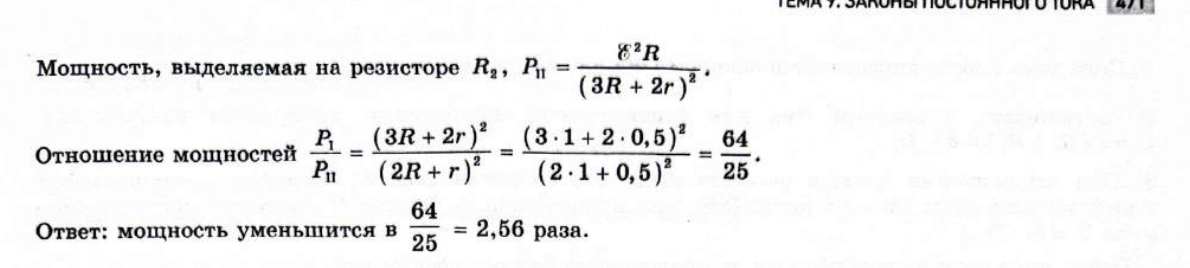 ТЕМА 9. ЗАКОНЫ ПОСТОЯННОГО ТОКА 471
Мощность, выделяемая на резисторе R₂, P_II = ℰ²R / (3R + 2r)².
Отношение мощностей P_I / P_II = (3R + 2r)² / (2R + r)² = (3 · 1 + 2 · 0,5)² / (2 · 1 + 0,5)² = 64 / 25.
Ответ: мощность уменьшится в 64 / 25 = 2,56 раза.